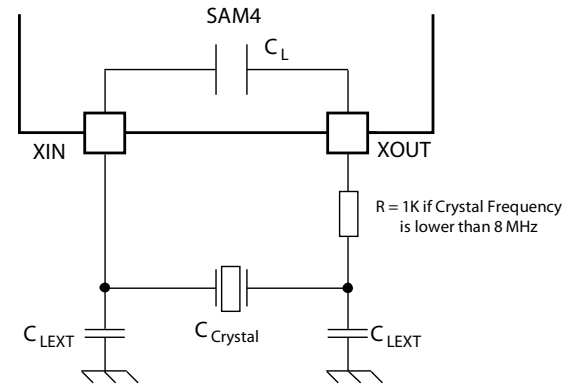 SAM4
C L
XIN
XOUT
R = 1K if Crystal Frequency
is lower than 8 MHz
C LEXT
C Crystal
C LEXT